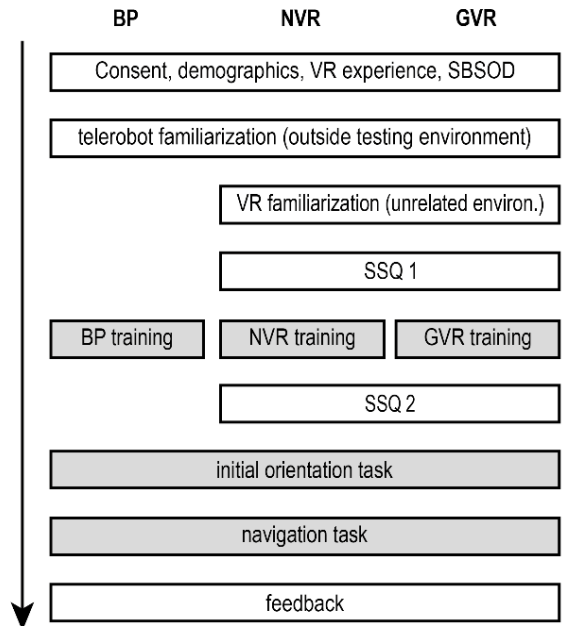 BP NVR GVR
Consent, demographics, VR experience, SBSOD
telerobot familiarization (outside testing environment)
VR familiarization (unrelated environ.)
SSQ 1
BP training NVR training GVR training
SSQ 2
initial orientation task
navigation task
feedback